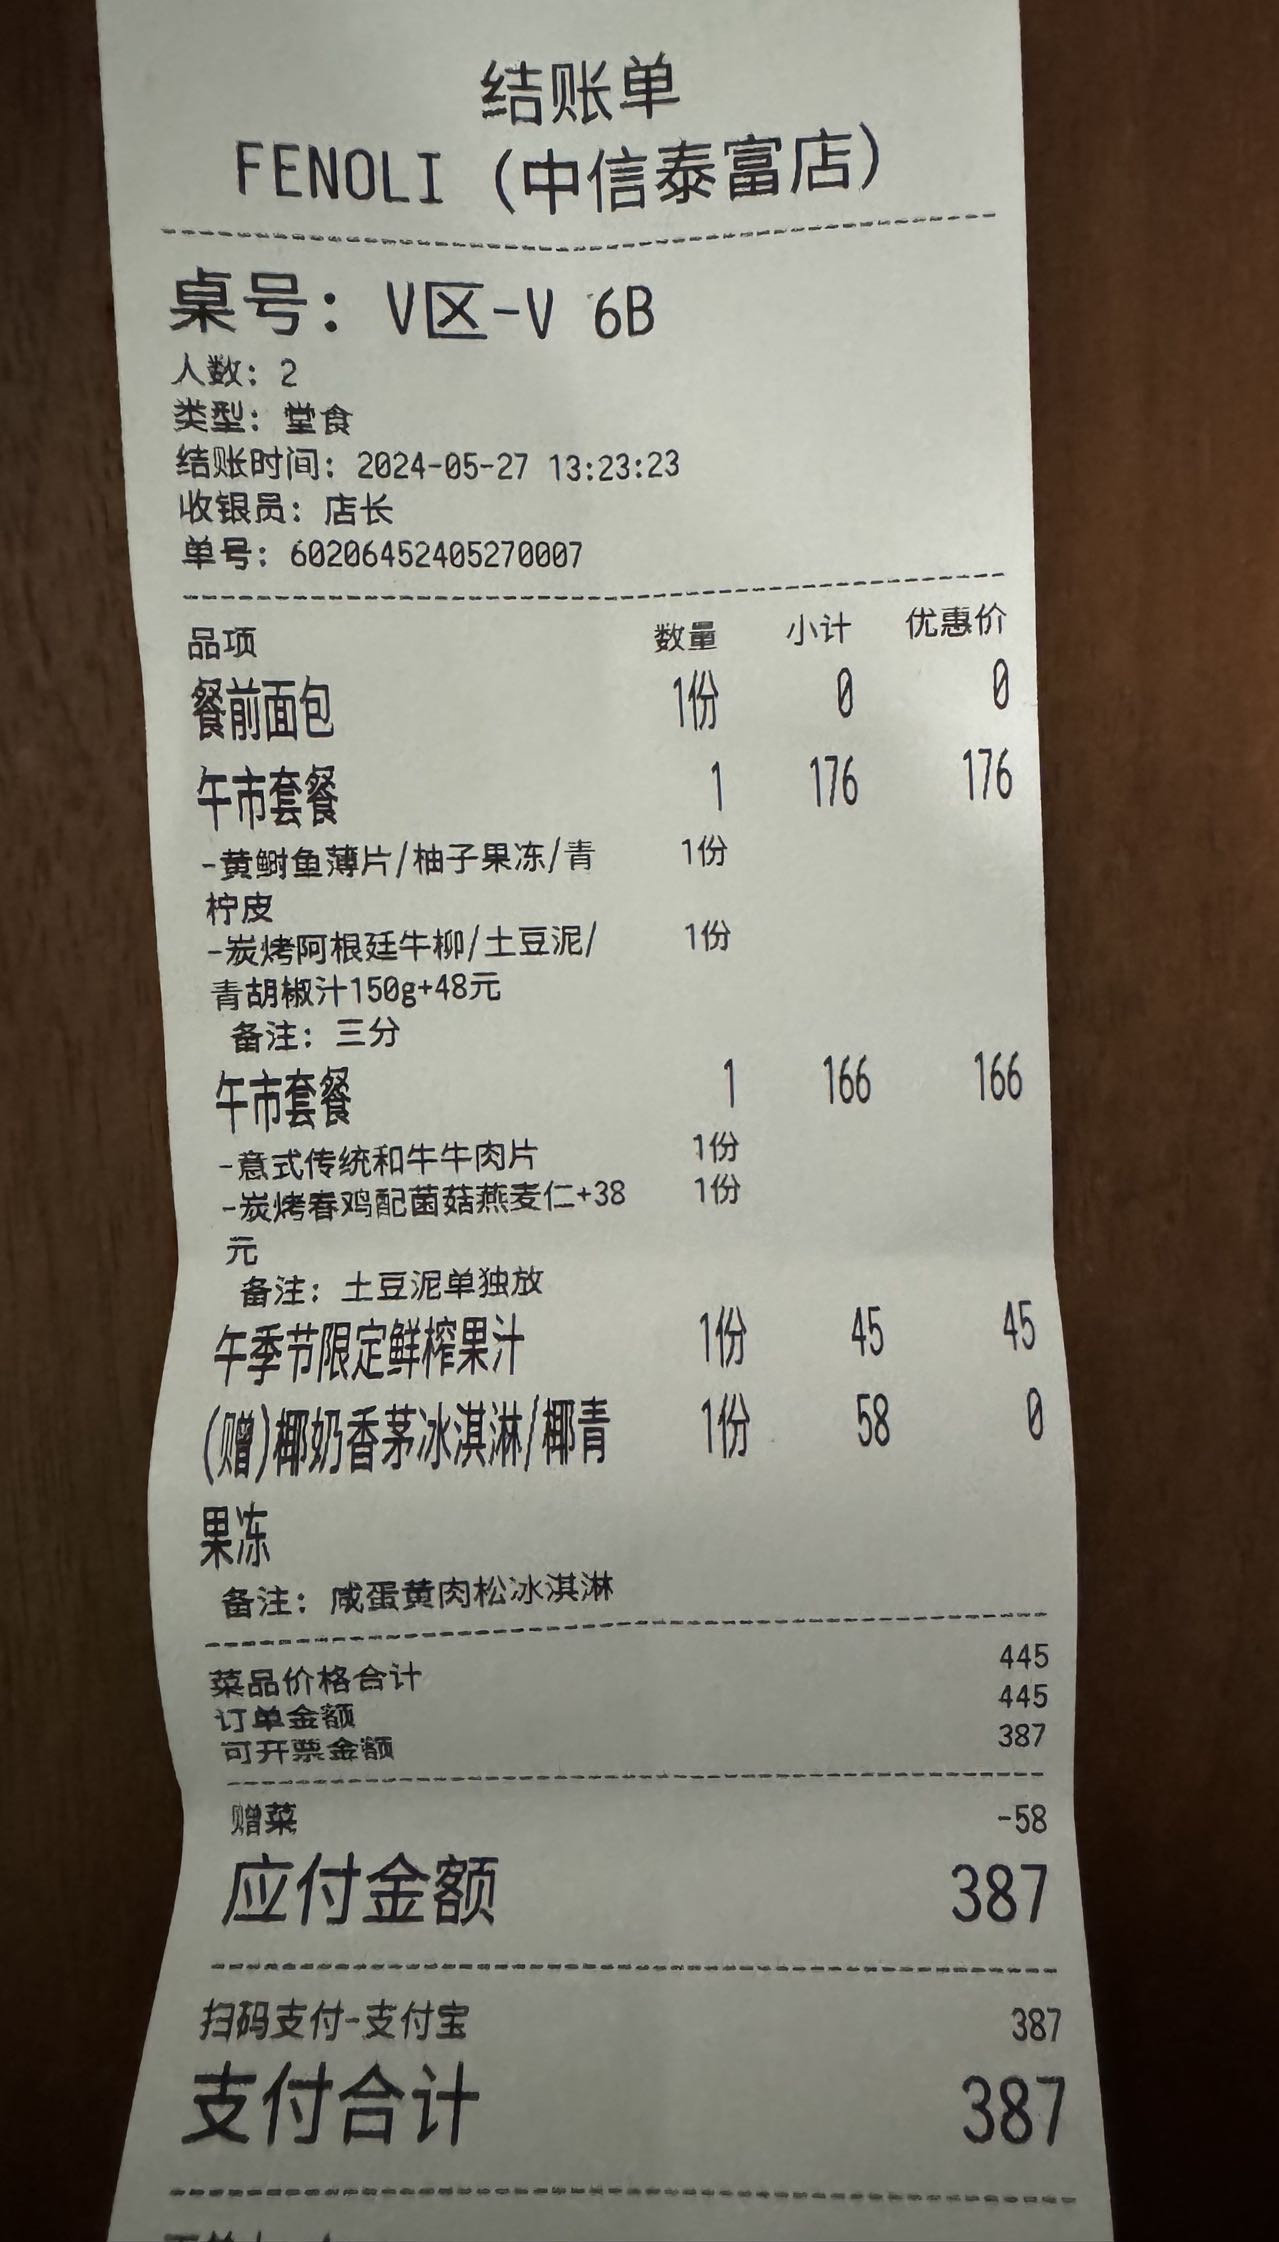 结账单
FENOLI (中信泰富店)
桌号: V区-V 6B
人数: 2
类型: 堂食
结账时间: 2024-05-27 13:23:23
收银员: 店长
单号: 60206452405270007
品项 数量 小计 优惠价
餐前面包 1份 0 0
午市套餐 1 176 176
-黄鲥鱼薄片/柚子果冻/青 1份
柠皮
-炭烤阿根廷牛柳/土豆泥/ 1份
青胡椒汁150g+48元
备注: 三分
午市套餐 1 166 166
-意式传统和牛牛肉片 1份
-炭烤春鸡配菌菇燕麦仁+38 1份
元
备注: 土豆泥单独放
午季节限定鲜榨果汁 1份 45 45
(赠)椰奶香茅冰淇淋/椰青 1份 58 0
果冻
备注: 咸蛋黄肉松冰淇淋
菜品价格合计 445
订单金额 445
可开票金额 387
赠菜 -58
应付金额 387
扫码支付-支付宝 387
支付合计 387